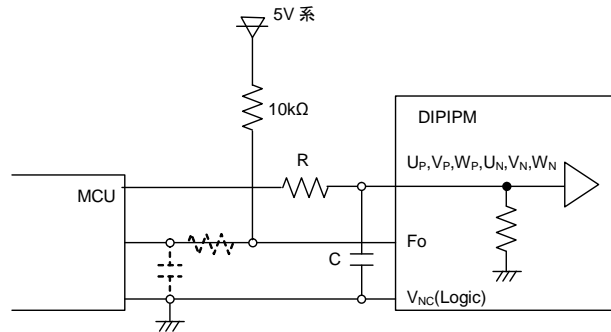 5V 系
10kΩ
DIPIPM
R
UP,VP,WP,UN,VN,WN
MCU
Fo
C
VNC(Logic)